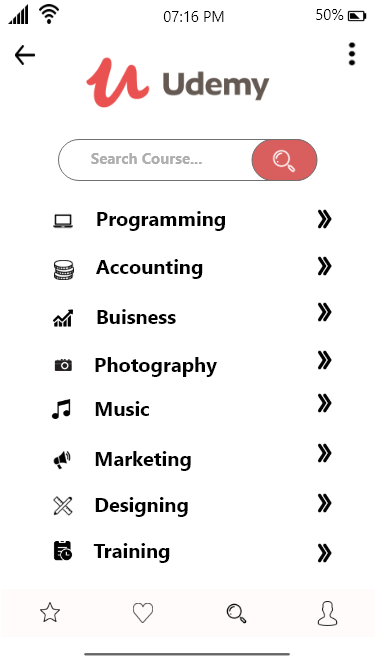 07:16 PM
50%
Udemy
Search Course...
Programming
Accounting
Buisness
Photography
Music
Marketing
Designing
Training